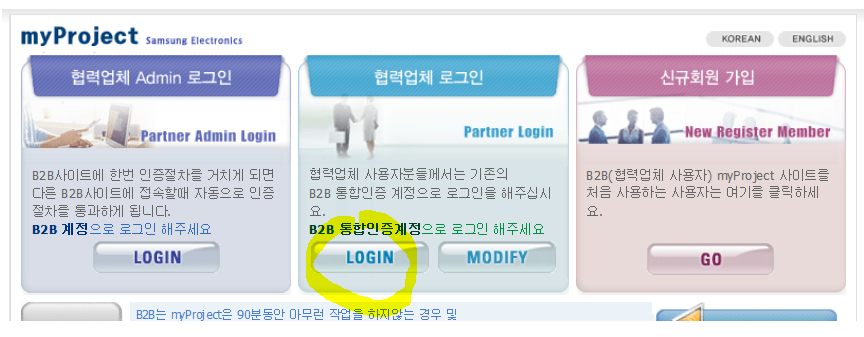 myProject Samsung Electronics
KOREAN ENGLISH
협력업체 Admin 로그인
Partner Admin Login
B2B사이트에 한번 인증절차를 거치게 되면
다른 B2B사이트에 접속할때 자동으로 인증
절차를 통과하게 됩니다.
B2B 계정으로 로그인 해주세요
LOGIN
협력업체 로그인
Partner Login
협력업체 사용자분들께서는 기존의
B2B 통합인증 계정으로 로그인을 해주십시
요.
B2B 통합인증계정으로 로그인 해주세요
LOGIN MODIFY
신규회원 가입
New Register Member
B2B(협력업체 사용자) myProject 사이트를
처음 사용하는 사용자는 여기를 클릭하세
요.
GO
B2B는 myProject은 90분동안 아무런 작업을 하지않는 경우 및